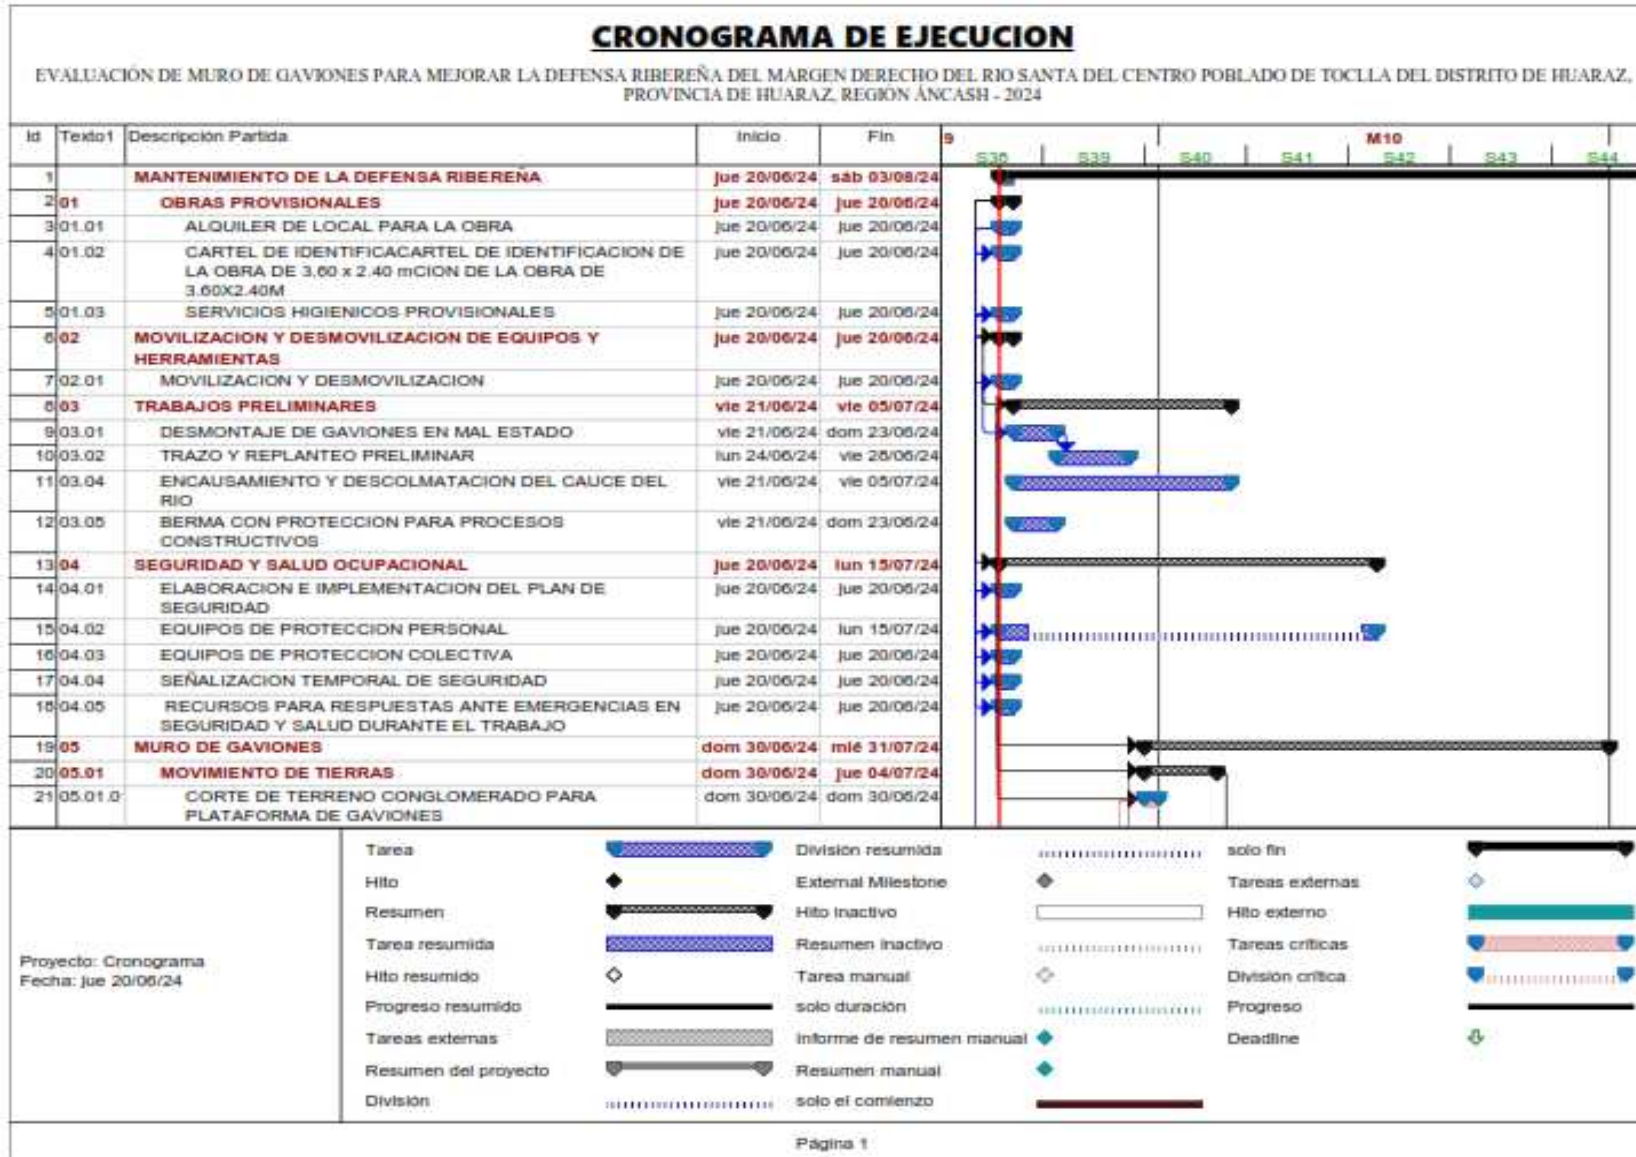 CRONOGRAMA DE EJECUCION
EVALUACIÓN DE MURO DE GAVIONES PARA MEJORAR LA DEFENSA RIBEREÑA DEL MARGEN DERECHO DEL RIO SANTA DEL CENTRO POBLADO DE TOCLLA DEL DISTRITO DE HUARAZ,
PROVINCIA DE HUARAZ, REGIÓN ÁNCASH - 2024
Id Texto1 Descripción Partida Inicio Fin 9 M10
S38 S39 S40 S41 S42 S43 S44
1 MANTENIMIENTO DE LA DEFENSA RIBEREÑA jue 20/06/24 sáb 03/08/24
2 01 OBRAS PROVISIONALES jue 20/06/24 jue 20/06/24
3 01.01 ALQUILER DE LOCAL PARA LA OBRA jue 20/06/24 jue 20/06/24
4 01.02 CARTEL DE IDENTIFICACARTEL DE IDENTIFICACION DE jue 20/06/24 jue 20/06/24
LA OBRA DE 3.60 x 2.40 mCION DE LA OBRA DE
3.60X2.40M
5 01.03 SERVICIOS HIGIENICOS PROVISIONALES jue 20/06/24 jue 20/06/24
6 02 MOVILIZACION Y DESMOVILIZACION DE EQUIPOS Y jue 20/06/24 jue 20/06/24
HERRAMIENTAS
7 02.01 MOVILIZACION Y DESMOVILIZACION jue 20/06/24 jue 20/06/24
8 03 TRABAJOS PRELIMINARES vie 21/06/24 vie 05/07/24
9 03.01 DESMONTAJE DE GAVIONES EN MAL ESTADO vie 21/06/24 dom 23/06/24
10 03.02 TRAZO Y REPLANTEO PRELIMINAR lun 24/06/24 vie 28/06/24
11 03.04 ENCAUSAMIENTO Y DESCOLMATACION DEL CAUCE DEL vie 21/06/24 vie 05/07/24
RIO
12 03.05 BERMA CON PROTECCION PARA PROCESOS vie 21/06/24 dom 23/06/24
CONSTRUCTIVOS
13 04 SEGURIDAD Y SALUD OCUPACIONAL jue 20/06/24 lun 15/07/24
14 04.01 ELABORACION E IMPLEMENTACION DEL PLAN DE jue 20/06/24 jue 20/06/24
SEGURIDAD
15 04.02 EQUIPOS DE PROTECCION PERSONAL jue 20/06/24 lun 15/07/24
16 04.03 EQUIPOS DE PROTECCION COLECTIVA jue 20/06/24 jue 20/06/24
17 04.04 SEÑALIZACION TEMPORAL DE SEGURIDAD jue 20/06/24 jue 20/06/24
18 04.05 RECURSOS PARA RESPUESTAS ANTE EMERGENCIAS EN jue 20/06/24 jue 20/06/24
SEGURIDAD Y SALUD DURANTE EL TRABAJO
19 05 MURO DE GAVIONES dom 30/06/24 mié 31/07/24
20 05.01 MOVIMIENTO DE TIERRAS dom 30/06/24 jue 04/07/24
21 05.01.0 CORTE DE TERRENO CONGLOMERADO PARA dom 30/06/24 dom 30/06/24
PLATAFORMA DE GAVIONES
Proyecto: Cronograma
Fecha: jue 20/06/24
Tarea División resumida solo fin
Hito External Milestone Tareas externas
Resumen Hito inactivo Hito externo
Tarea resumida Resumen inactivo Tareas críticas
Hito resumido Tarea manual División crítica
Progreso resumido solo duración Progreso
Tareas externas Informe de resumen manual Deadline
Resumen del proyecto Resumen manual
División solo el comienzo
Página 1